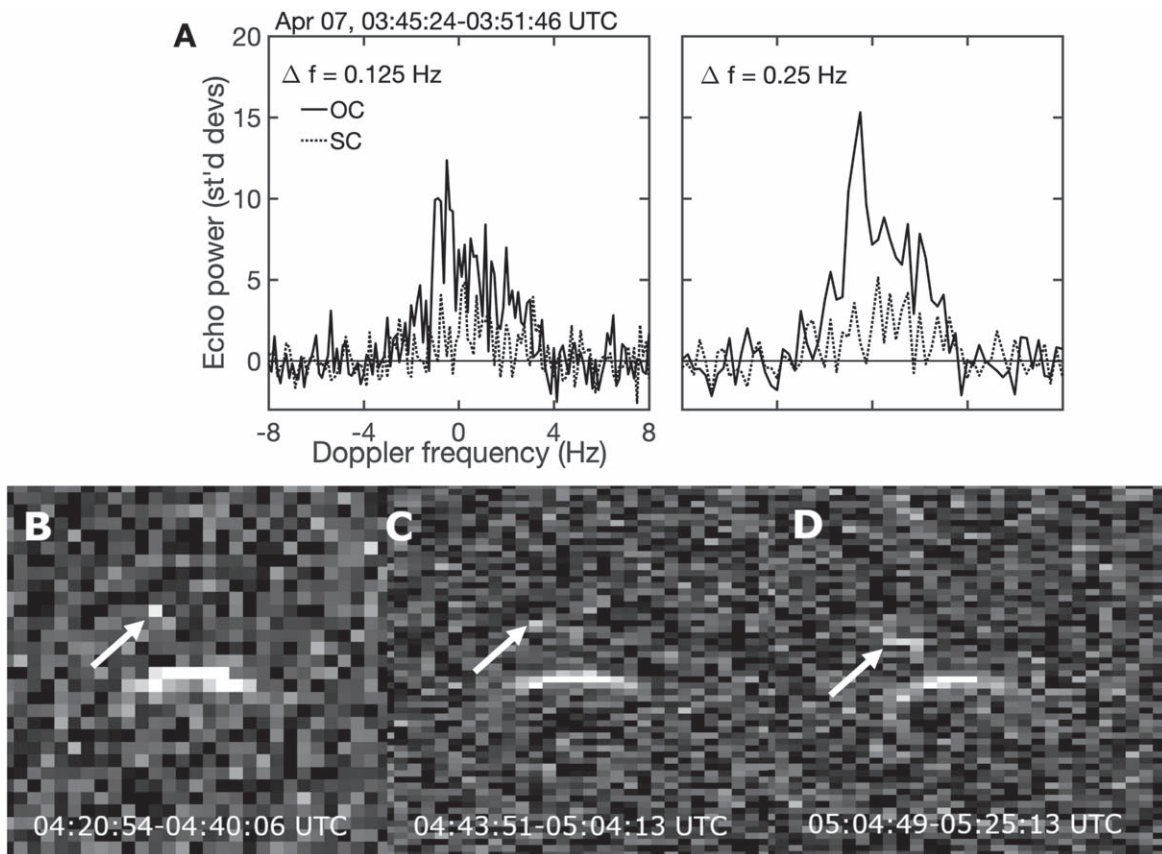 A
Apr 07, 03:45:24-03:51:46 UTC
20
15
10
5
0
Echo power (st'd devs)
Δ f = 0.125 Hz
OC
SC
Δ f = 0.25 Hz
-8 -4 0 4 8
Doppler frequency (Hz)
B
C
D
04:20:54-04:40:06 UTC
04:43:51-05:04:13 UTC
05:04:49-05:25:13 UTC